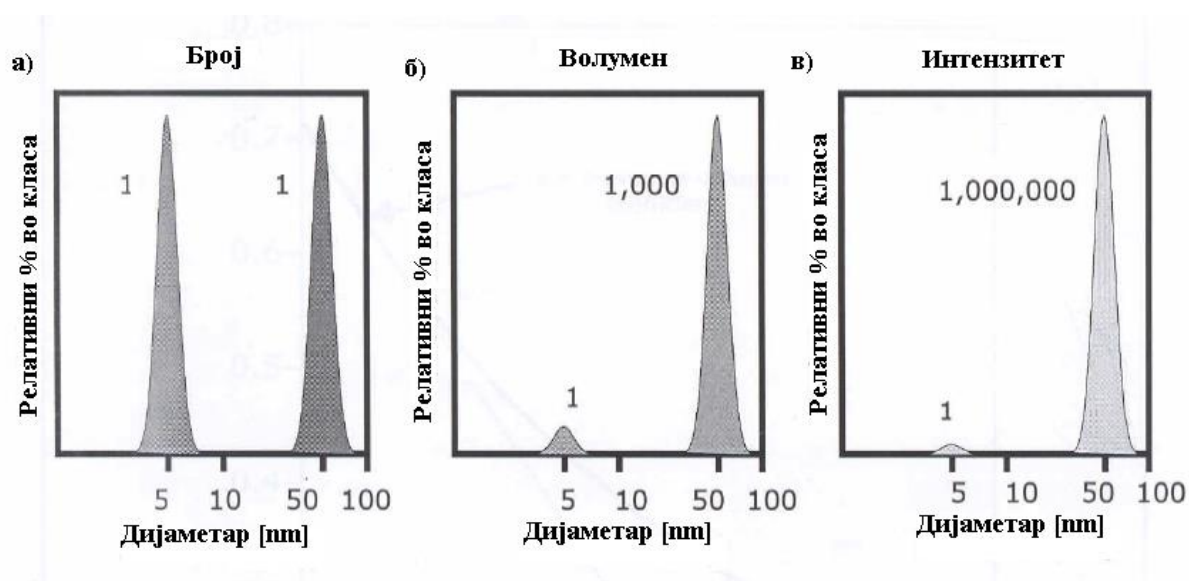 а)
Број
Релативни % во класа
1
1
5 10 50 100
Дијаметар [nm]
б)
Волумен
Релативни % во класа
1,000
1
5 10 50 100
Дијаметар [nm]
в)
Интензитет
Релативни % во класа
1,000,000
1
5 10 50 100
Дијаметар [nm]